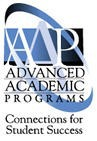 AAP
ADVANCED
ACADEMIC
PROGRAMS
Connections for
Student Success